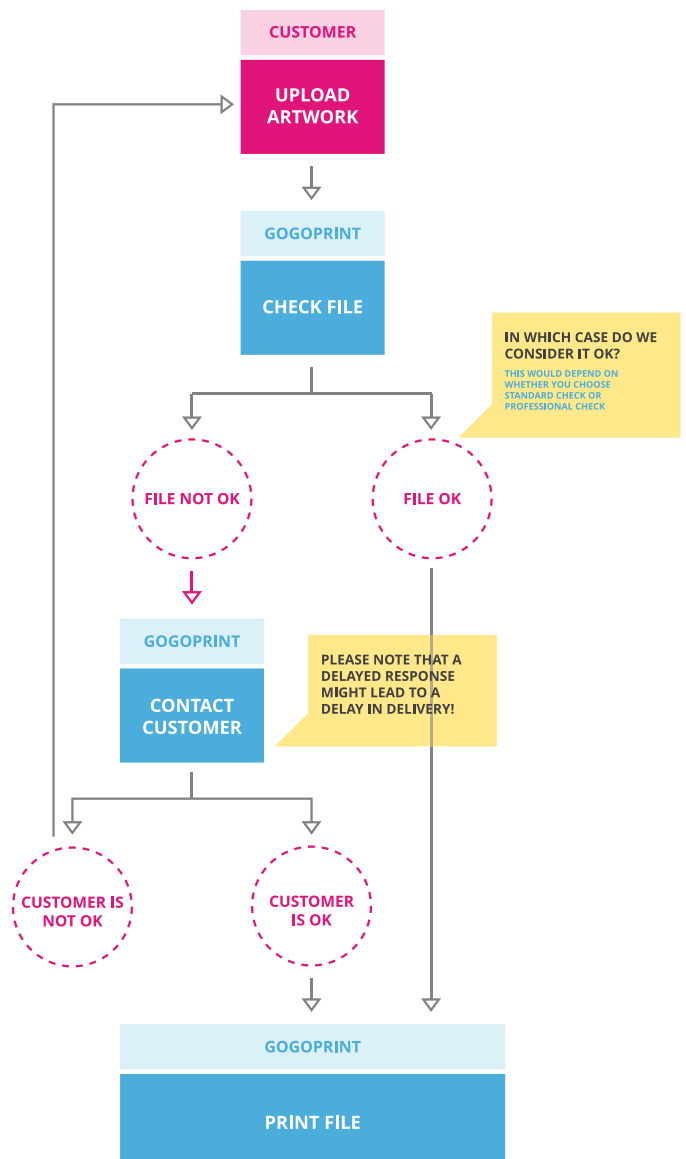 CUSTOMER
UPLOAD
ARTWORK
GOGOPRINT
CHECK FILE
IN WHICH CASE DO WE
CONSIDER IT OK?
THIS WOULD DEPEND ON
WHETHER YOU CHOOSE
STANDARD CHECK OR
PROFESSIONAL CHECK
FILE NOT OK
FILE OK
GOGOPRINT
CONTACT
CUSTOMER
PLEASE NOTE THAT A
DELAYED RESPONSE
MIGHT LEAD TO A
DELAY IN DELIVERY!
CUSTOMER IS
NOT OK
CUSTOMER
IS OK
GOGOPRINT
PRINT FILE